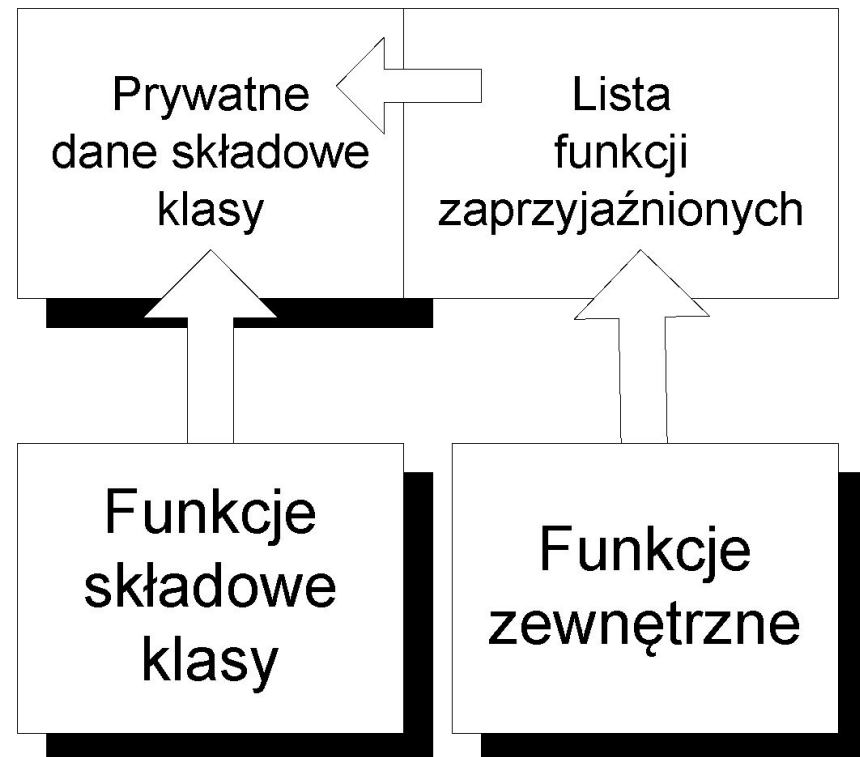 Prywatne
dane składowe
klasy
Lista
funkcji
zaprzyjaźnionych
Funkcje
składowe
klasy
Funkcje
zewnętrzne